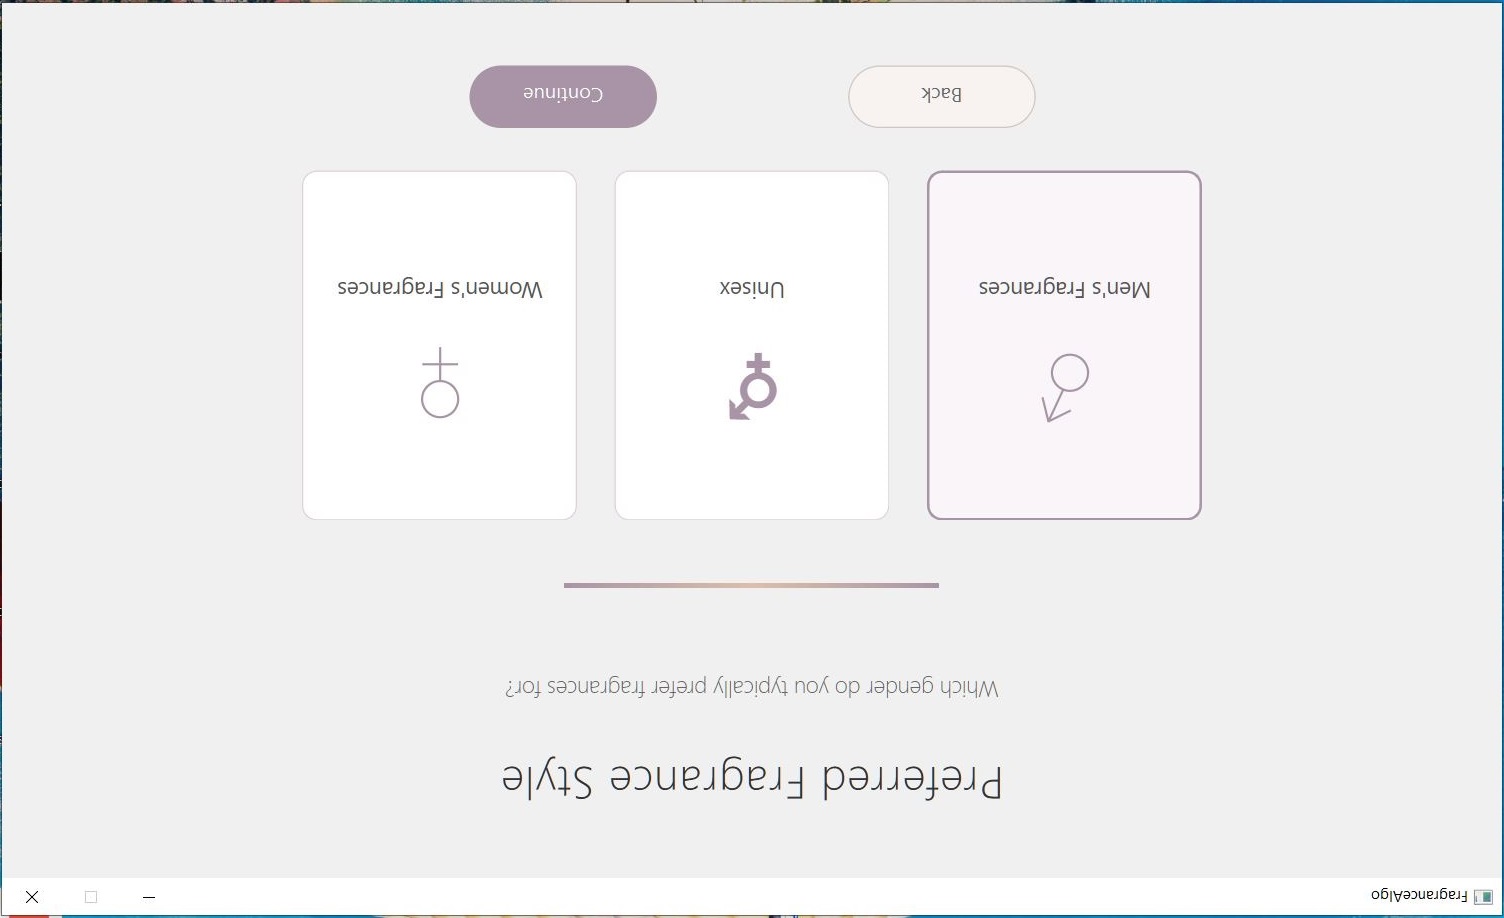 FragranceAlgo
Preferred Fragrance Style
Which gender do you typically prefer fragrances for?
Men's Fragrances
Unisex
Women's Fragrances
Back
Continue